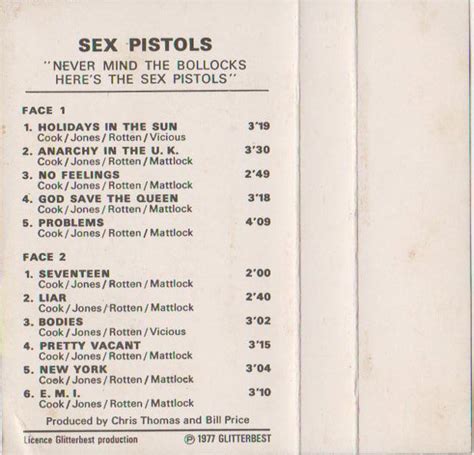 SEX PISTOLS
"NEVER MIND THE BOLLOCKS
HERE'S THE SEX PISTOLS"
FACE 1
1. HOLIDAYS IN THE SUN 3'19
Cook/Jones/Rotten/Vicious
2. ANARCHY IN THE U. K. 3'30
Cook/Jones/Rotten/Mattlock
3. NO FEELINGS 2'49
Cook/Jones/Rotten/Mattlock
4. GOD SAVE THE QUEEN 3'18
Cook/Jones/Rotten/Mattlock
5. PROBLEMS 4'09
Cook/Jones/Rotten/Mattlock
FACE 2
1. SEVENTEEN 2'00
Cook/Jones/Rotten/Mattlock
2. LIAR 2'40
Cook/Jones/Rotten/Mattlock
3. BODIES 3'02
Cook/Jones/Rotten/Vicious
4. PRETTY VACANT 3'15
Cook/Jones/Rotten/Mattlock
5. NEW YORK 3'04
Cook/Jones/Rotten/Mattlock
6. E. M. I. 3'10
Cook/Jones/Rotten/Mattlock
Produced by Chris Thomas and Bill Price
Licence Glitterbest production ℗ 1977 GLITTERBEST